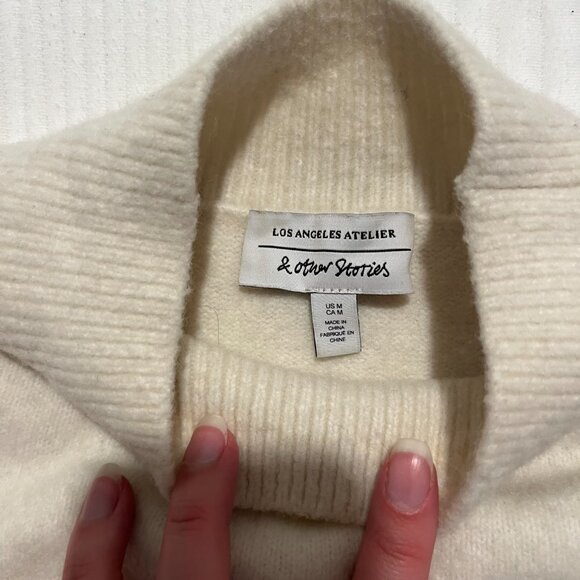 LOS ANGELES ATELIER
& other Stories
US M
CA M
MADE IN
CHINA
FABRIQUÉ EN
CHINE